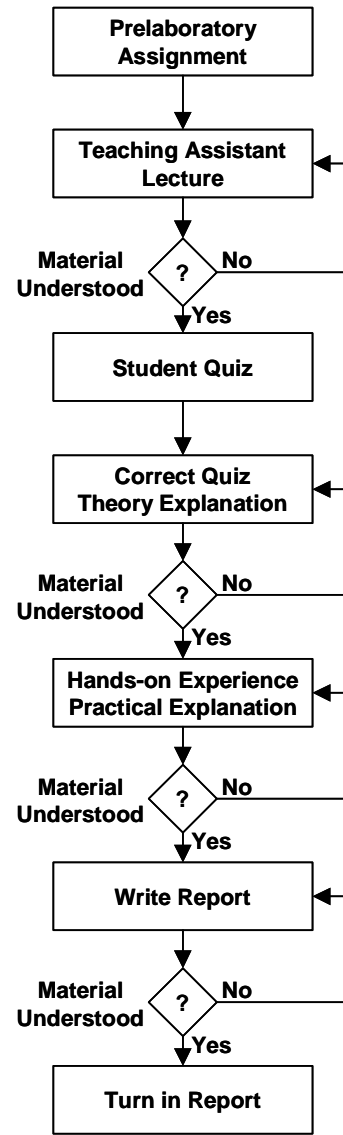 Prelaboratory
Assignment
Teaching Assistant
Lecture
Material
Understood
?
No
Yes
Student Quiz
Correct Quiz
Theory Explanation
Material
Understood
?
No
Yes
Hands-on Experience
Practical Explanation
Material
Understood
?
No
Yes
Write Report
Material
Understood
?
No
Yes
Turn in Report